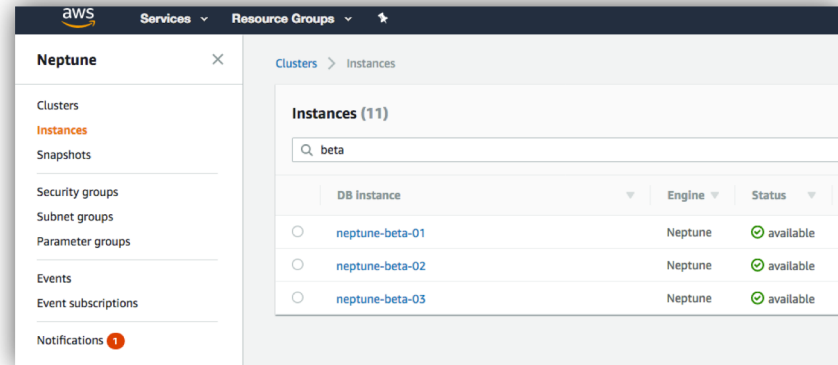 aws Services Resource Groups
Neptune
Clusters
Instances
Snapshots
Security groups
Subnet groups
Parameter groups
Events
Event subscriptions
Notifications 1
Clusters > Instances
Instances (11)
beta
DB instance Engine Status
neptune-beta-01 Neptune available
neptune-beta-02 Neptune available
neptune-beta-03 Neptune available